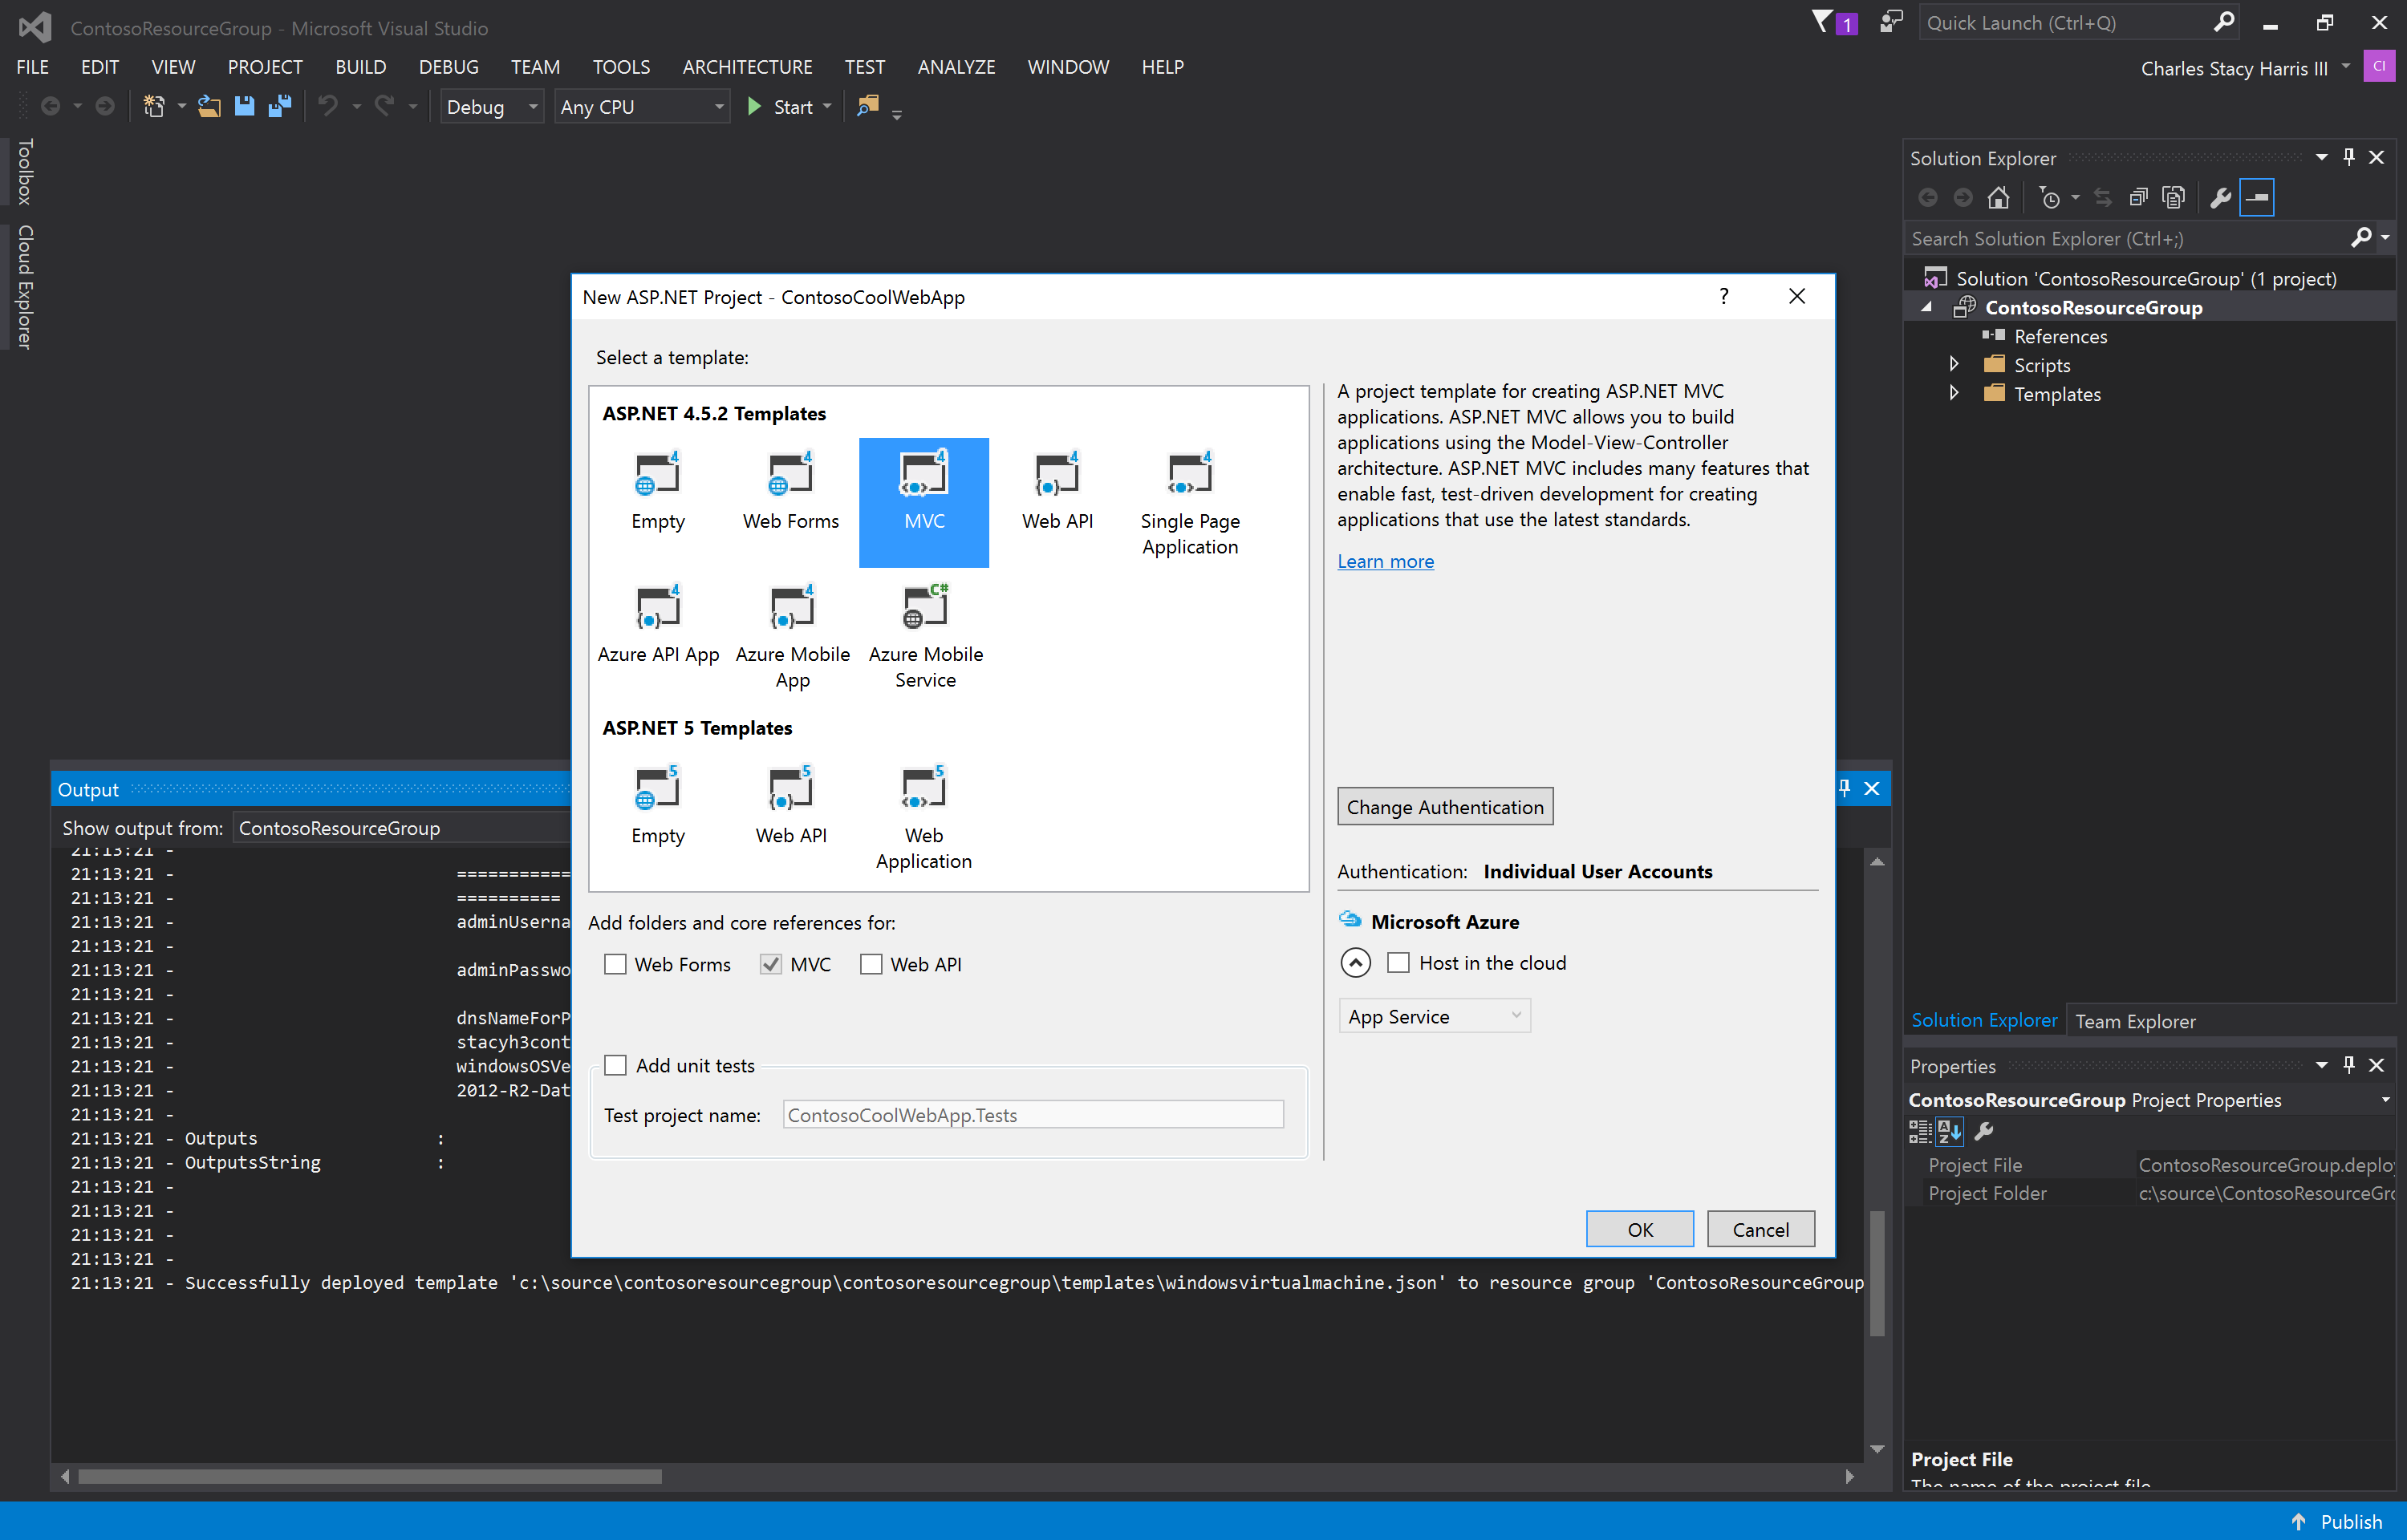 ContosoResourceGroup - Microsoft Visual Studio
1
Quick Launch (Ctrl+Q)
FILE EDIT VIEW PROJECT BUILD DEBUG TEAM TOOLS ARCHITECTURE TEST ANALYZE WINDOW HELP
Charles Stacy Harris III
CI
Debug
Any CPU
Start
Toolbox
Cloud Explorer
New ASP.NET Project - ContosoCoolWebApp
?
Select a template:
ASP.NET 4.5.2 Templates
Empty
Web Forms
MVC
Web API
Single Page
Application
Azure API App
Azure Mobile
App
Azure Mobile
Service
ASP.NET 5 Templates
Empty
Web API
Web
Application
Add folders and core references for:
Web Forms
MVC
Web API
Add unit tests
Test project name:
ContosoCoolWebApp.Tests
A project template for creating ASP.NET MVC
applications. ASP.NET MVC allows you to build
applications using the Model-View-Controller
architecture. ASP.NET MVC includes many features that
enable fast, test-driven development for creating
applications that use the latest standards.
Learn more
Change Authentication
Authentication: Individual User Accounts
Microsoft Azure
Host in the cloud
App Service
OK
Cancel
Output
Show output from: ContosoResourceGroup
21:13:21 -
21:13:21 - ===========
21:13:21 - ==========
21:13:21 - adminUserna
21:13:21 -
21:13:21 - adminPasswo
21:13:21 -
21:13:21 - dnsNameForP
21:13:21 - stacyh3cont
21:13:21 - windowsOSVe
21:13:21 - 2012-R2-Dat
21:13:21 -
21:13:21 - Outputs :
21:13:21 - OutputsString :
21:13:21 -
21:13:21 -
21:13:21 -
21:13:21 -
21:13:21 - Successfully deployed template 'c:\source\contosoresourcegroup\contosoresourcegroup\templates\windowsvirtualmachine.json' to resource group 'ContosoResourceGroup
Solution Explorer
Search Solution Explorer (Ctrl+;)
Solution 'ContosoResourceGroup' (1 project)
ContosoResourceGroup
References
Scripts
Templates
Solution Explorer
Team Explorer
Properties
ContosoResourceGroup Project Properties
Project File ContosoResourceGroup.deplo
Project Folder c:\source\ContosoResourceGr
Project File
The name of the project file
Publish